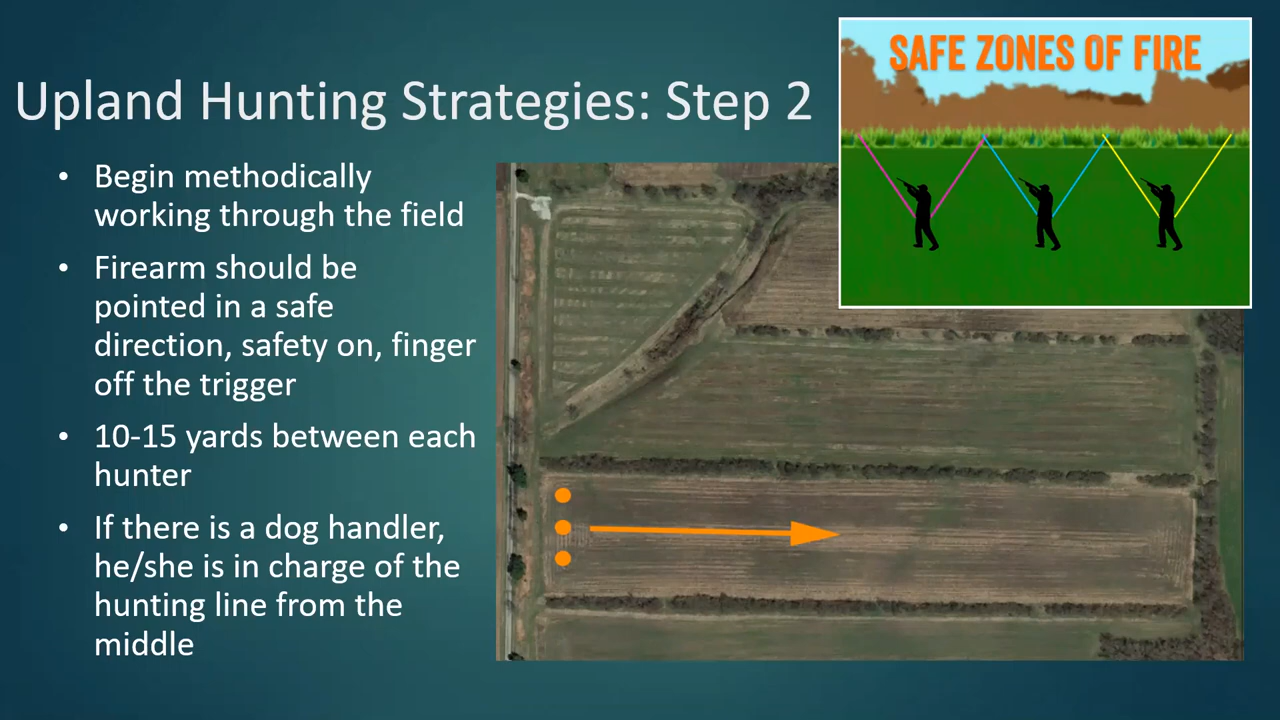 Upland Hunting Strategies: Step 2
SAFE ZONES OF FIRE
• Begin methodically
working through the field
• Firearm should be
pointed in a safe
direction, safety on, finger
off the trigger
• 10-15 yards between each
hunter
• If there is a dog handler,
he/she is in charge of the
hunting line from the
middle